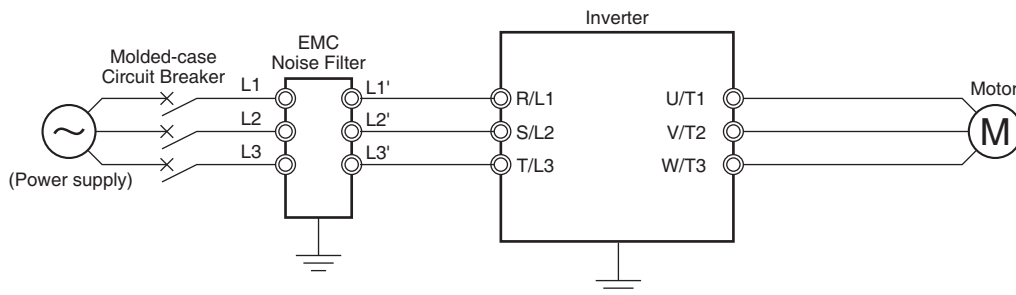 Inverter
EMC
Noise Filter
Molded-case
Circuit Breaker
L1
L1'
R/L1
U/T1
Motor
L2
L2'
S/L2
V/T2
M
L3
L3'
T/L3
W/T3
(Power supply)